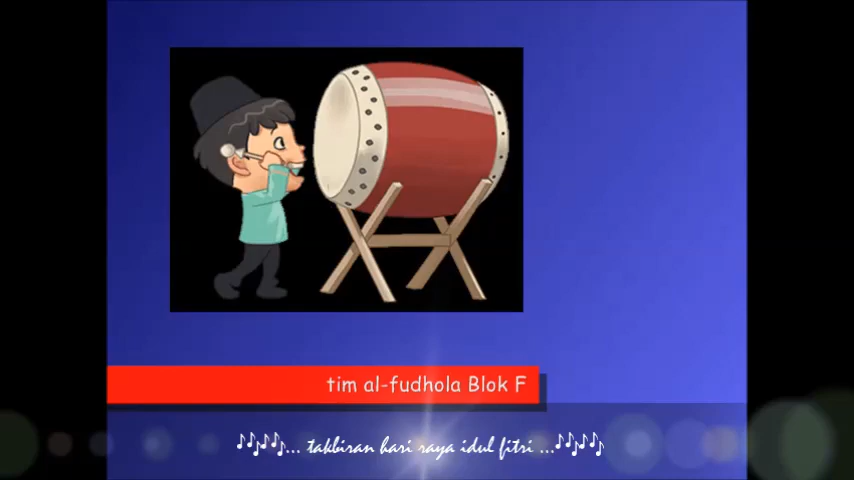 tim al-fudhola Blok F
🎶🎶... takbiran hari raya idul fitri ...🎶🎶